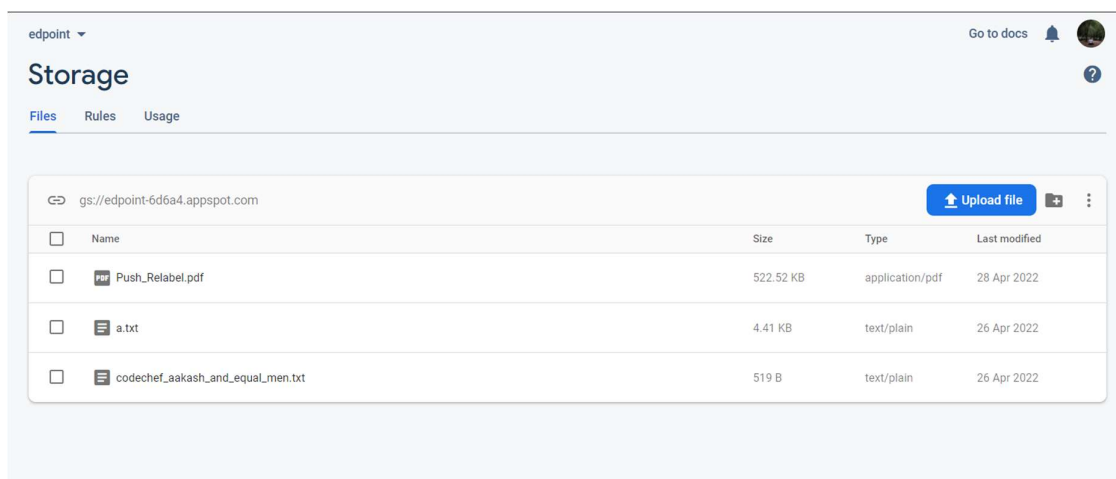 edpoint
Go to docs
Storage
Files Rules Usage
gs://edpoint-6d6a4.appspot.com
Upload file
Name Size Type Last modified
PDF Push_Relabel.pdf 522.52 KB application/pdf 28 Apr 2022
a.txt 4.41 KB text/plain 26 Apr 2022
codechef_aakash_and_equal_men.txt 519 B text/plain 26 Apr 2022